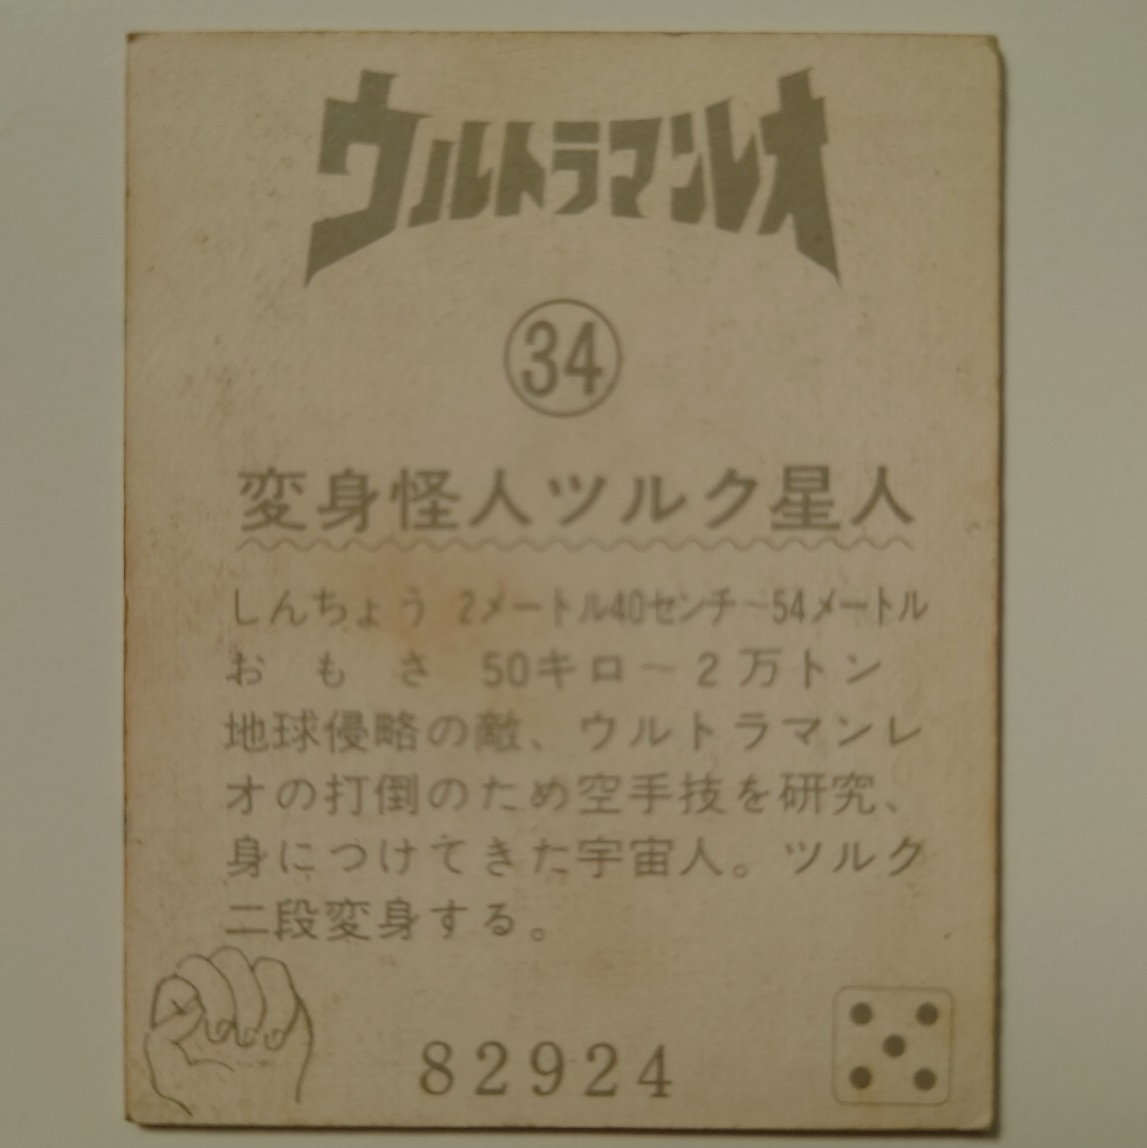 ウルトラマンレオ
34
変身怪人ツルク星人
しんちょう 2メートル40センチ~54メートル
おもさ 50キロ~2万トン
地球侵略の敵、ウルトラマンレ
オの打倒のため空手技を研究、
身につけてきた宇宙人。ツルク
二段変身する。
82924